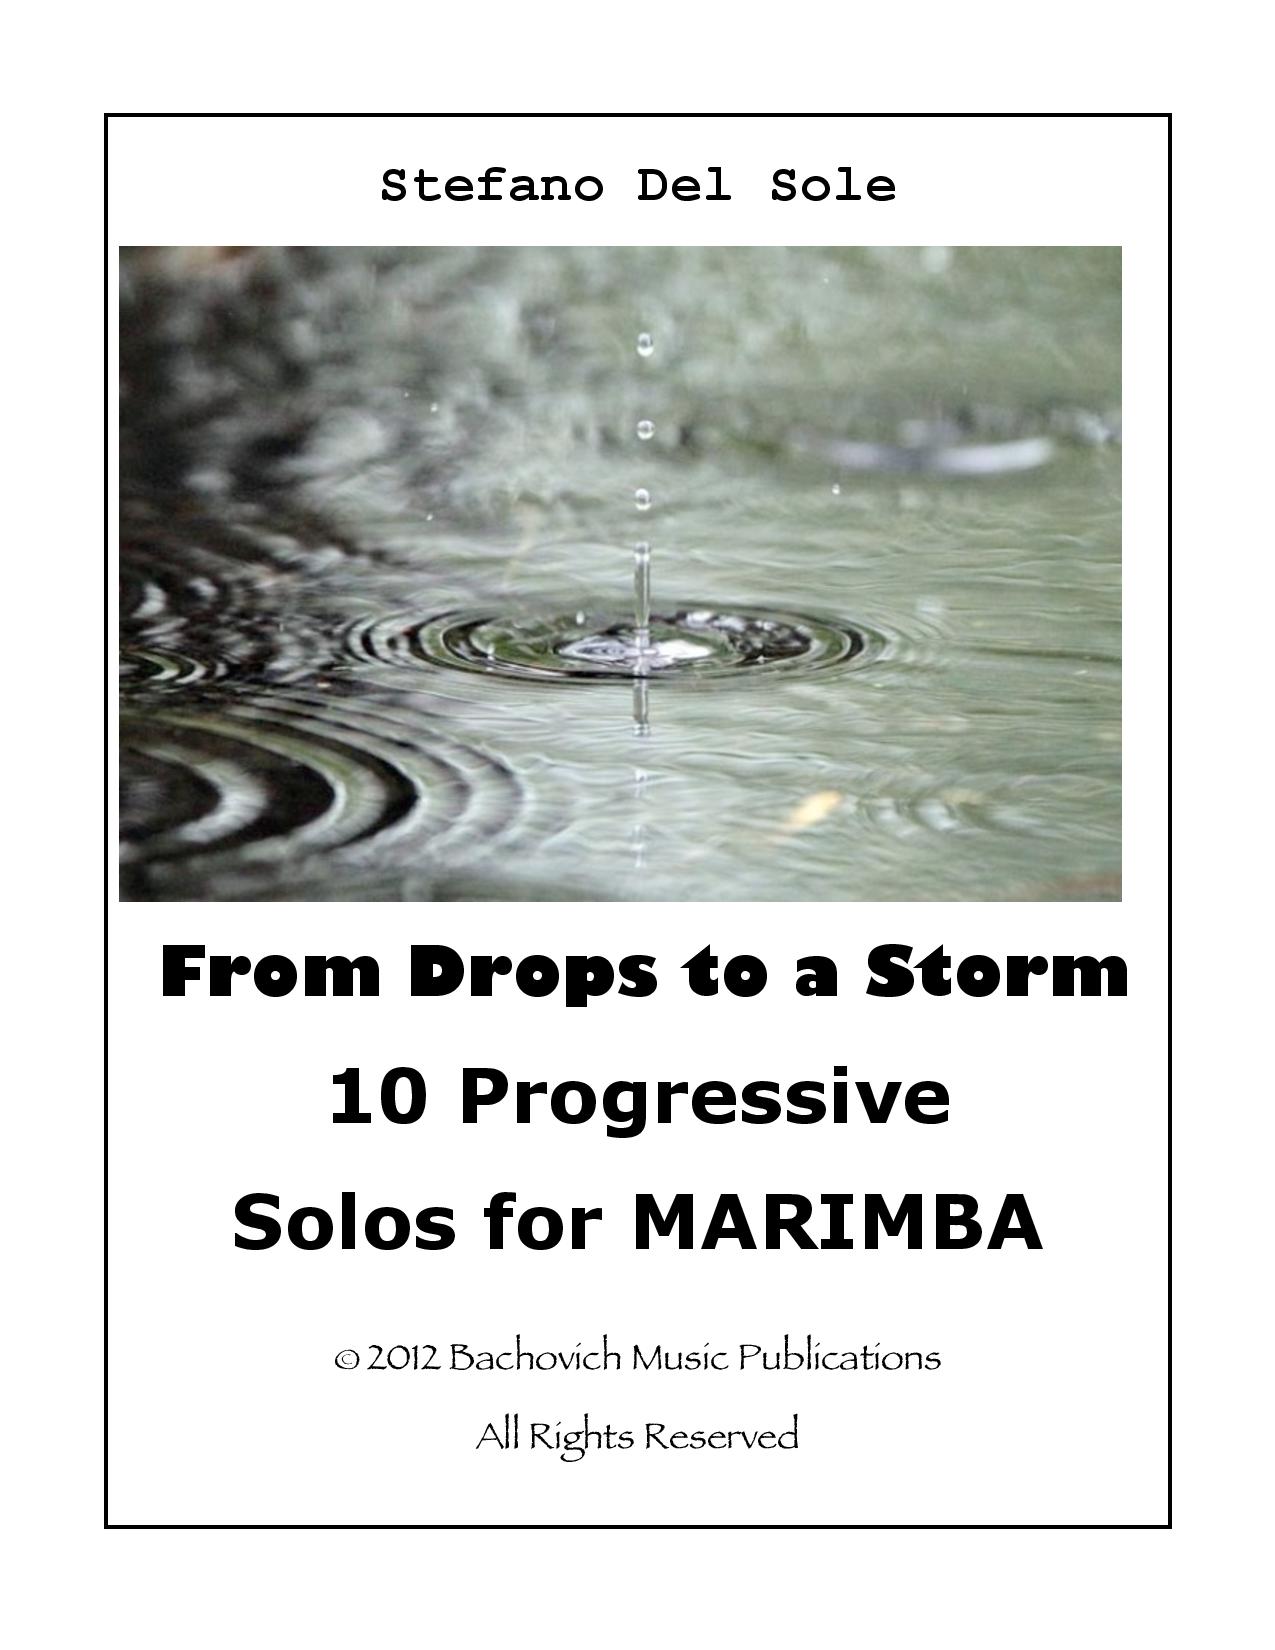 Stefano Del Sole
From Drops to a Storm
10 Progressive
Solos for MARIMBA
© 2012 Bachovich Music Publications
All Rights Reserved